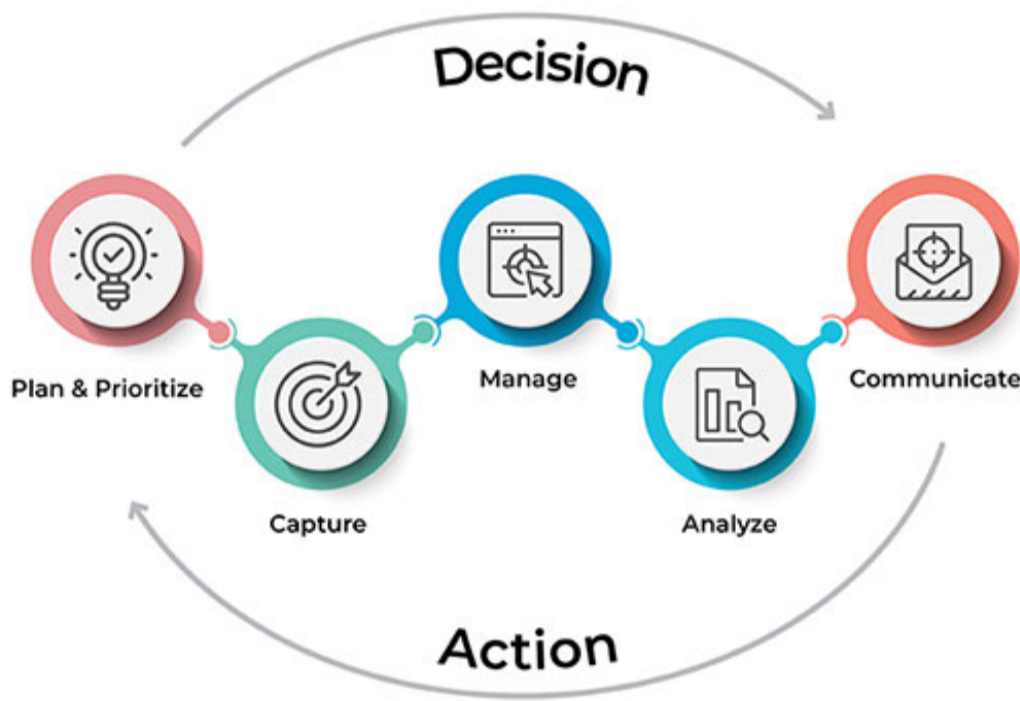 Decision
Plan & Prioritize
Capture
Manage
Analyze
Communicate
Action